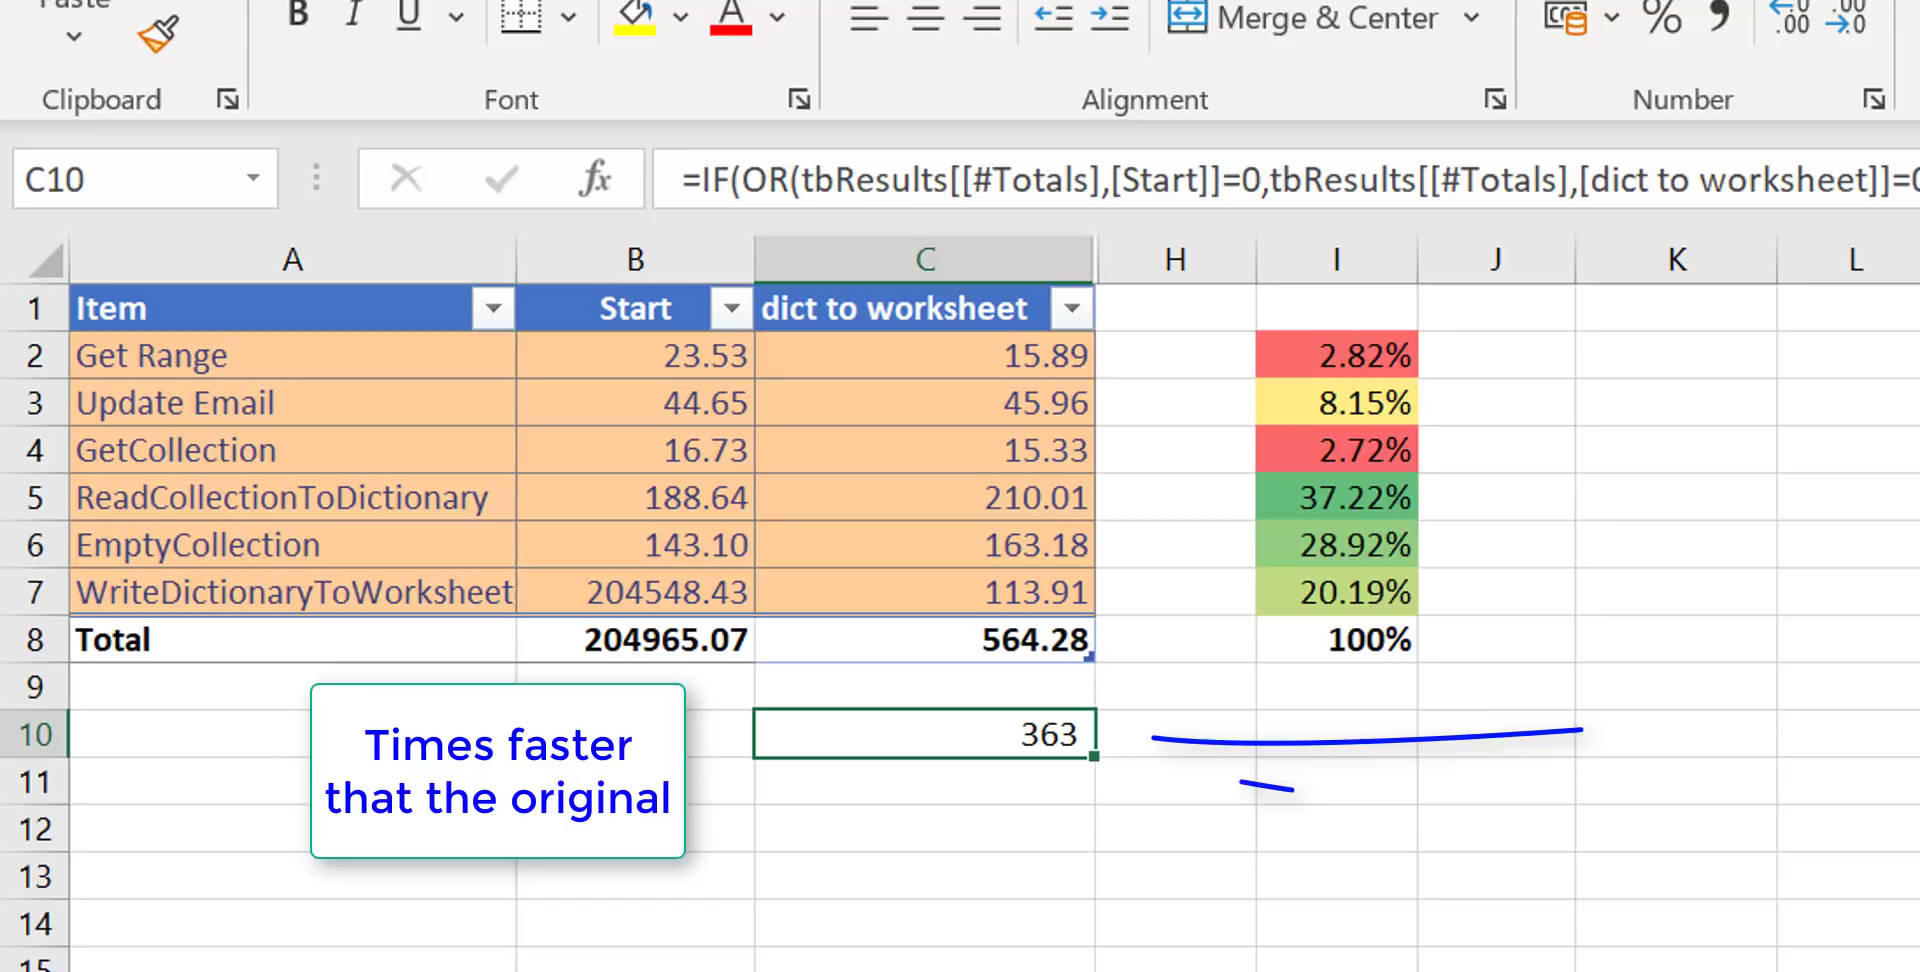 Paste
B I U A Merge & Center % 00 .00 →0
Clipboard Font Alignment Number
C10 fx =IF(OR(tbResults[[#Totals],[Start]]=0,tbResults[[#Totals],[dict to worksheet]]=0
A B C H I J K L
1 Item Start dict to worksheet
2 Get Range 23.53 15.89 2.82%
3 Update Email 44.65 45.96 8.15%
4 GetCollection 16.73 15.33 2.72%
5 ReadCollectionToDictionary 188.64 210.01 37.22%
6 EmptyCollection 143.10 163.18 28.92%
7 WriteDictionaryToWorksheet 204548.43 113.91 20.19%
8 Total 204965.07 564.28 100%
9
10 363
Times faster
that the original
11
12
13
14
15